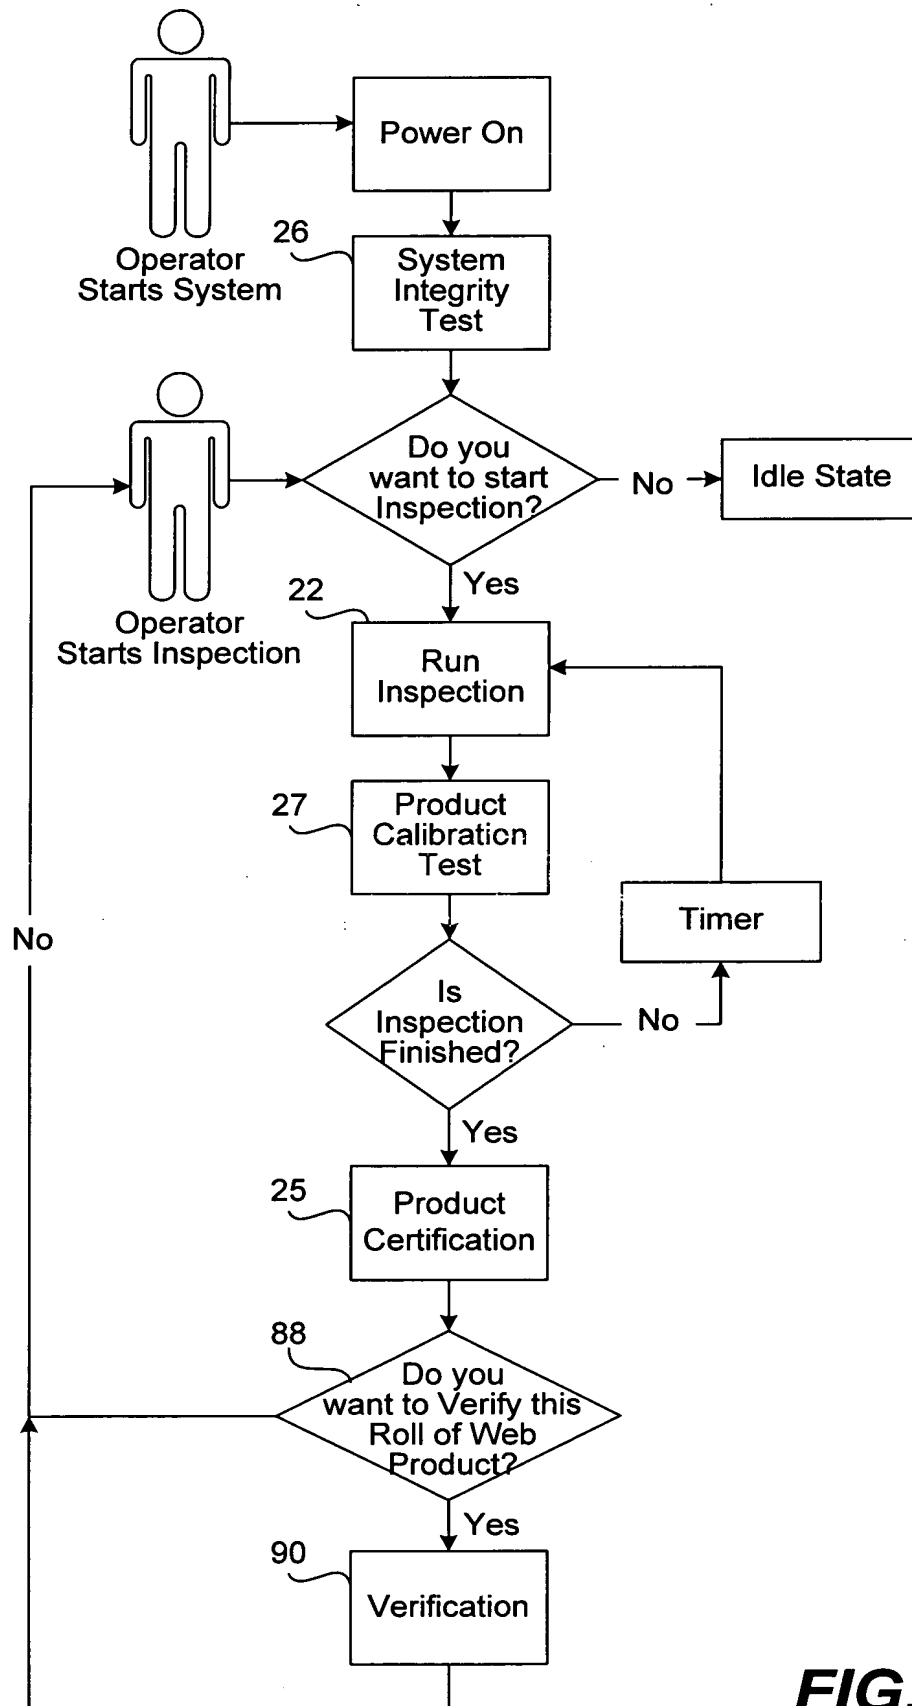 Power On
Operator
Starts System
26
System
Integrity
Test
Do you
want to start
Inspection?
No
Idle State
Yes
Operator
Starts Inspection
22
Run
Inspection
27
Product
Calibration
Test
Timer
No
Is
Inspection
Finished?
No
Yes
25
Product
Certification
88
Do you
want to Verify this
Roll of Web
Product?
Yes
90
Verification
FIG.